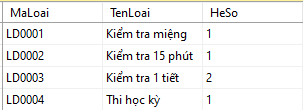 MaLoai TenLoai HeSo
LD0001 Kiểm tra miệng 1
LD0002 Kiểm tra 15 phút 1
LD0003 Kiểm tra 1 tiết 2
LD0004 Thi học kỳ 1